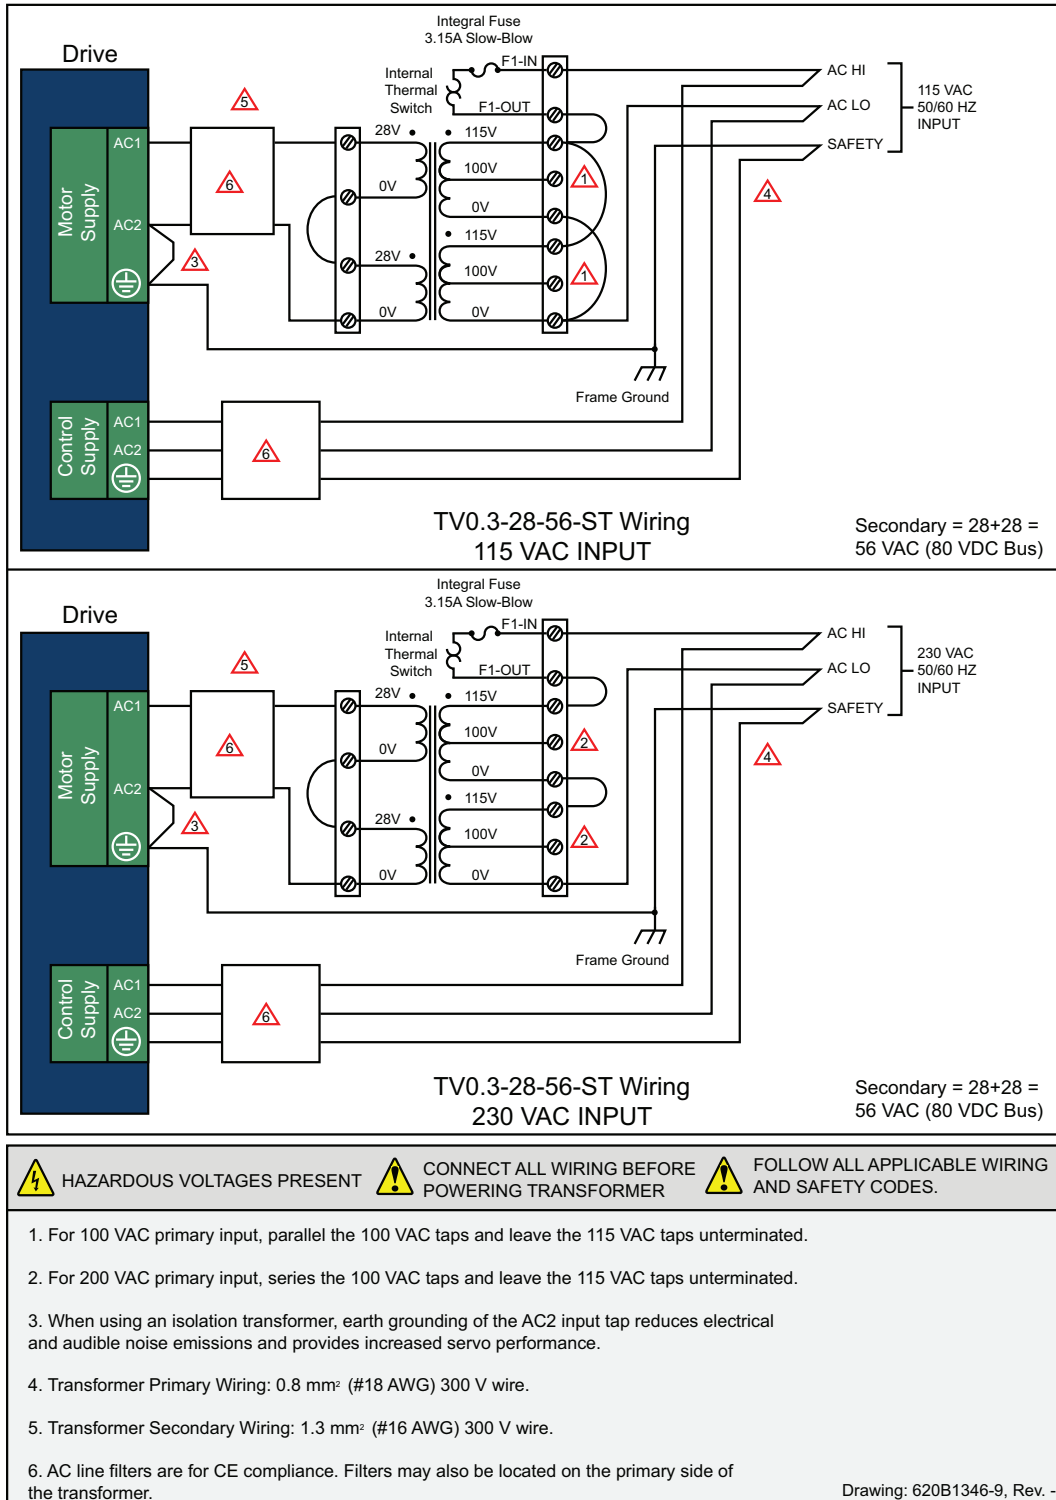 Integral Fuse
3.15A Slow-Blow
Drive
F1-IN
Internal
Thermal
Switch
F1-OUT
AC HI
AC LO
SAFETY
115 VAC
50/60 HZ
INPUT
5
6
28V
115V
100V
0V
0V
1
4
AC1
AC2
Motor
Supply
3
28V
115V
100V
0V
0V
1
Frame Ground
Control
Supply
AC1
AC2
6
TV0.3-28-56-ST Wiring
115 VAC INPUT
Secondary = 28+28 =
56 VAC (80 VDC Bus)
Integral Fuse
3.15A Slow-Blow
Drive
F1-IN
Internal
Thermal
Switch
F1-OUT
AC HI
AC LO
SAFETY
230 VAC
50/60 HZ
INPUT
5
6
28V
115V
100V
0V
0V
2
4
AC1
AC2
Motor
Supply
3
28V
115V
100V
0V
0V
2
Frame Ground
Control
Supply
AC1
AC2
6
TV0.3-28-56-ST Wiring
230 VAC INPUT
Secondary = 28+28 =
56 VAC (80 VDC Bus)
HAZARDOUS VOLTAGES PRESENT
CONNECT ALL WIRING BEFORE
POWERING TRANSFORMER
FOLLOW ALL APPLICABLE WIRING
AND SAFETY CODES.
1. For 100 VAC primary input, parallel the 100 VAC taps and leave the 115 VAC taps unterminated.
2. For 200 VAC primary input, series the 100 VAC taps and leave the 115 VAC taps unterminated.
3. When using an isolation transformer, earth grounding of the AC2 input tap reduces electrical
and audible noise emissions and provides increased servo performance.
4. Transformer Primary Wiring: 0.8 mm² (#18 AWG) 300 V wire.
5. Transformer Secondary Wiring: 1.3 mm² (#16 AWG) 300 V wire.
6. AC line filters are for CE compliance. Filters may also be located on the primary side of
the transformer.
Drawing: 620B1346-9, Rev. -